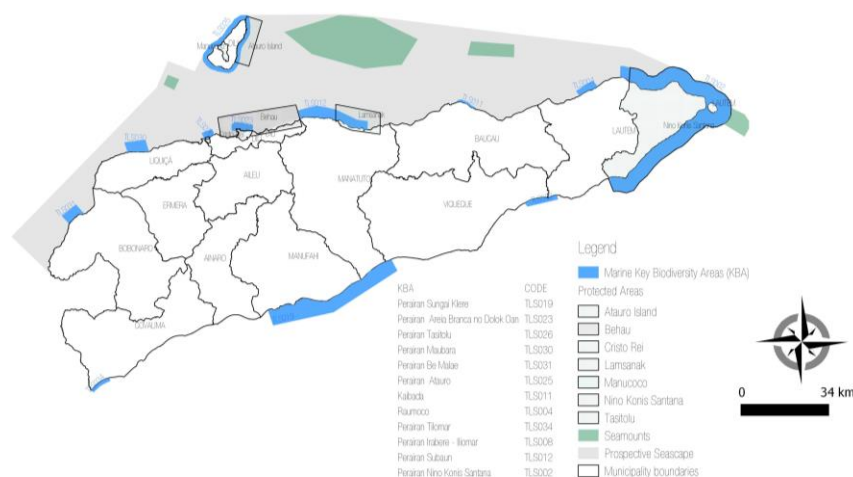 Atauro Island
TLS011
Behau
Lamsanak
BAUCAU
LAUTEM
LAUTEM
Nino Konis Santana
LIQUIÇÁ
AILEU
MANATUTO
ERMERA
VIQUEQUE
BOBONARO
AINARO
MANUFAHI
COVALIMA
KBA CODE
Perairan Sungai Klere TLS019
Perairan Areia Branca no Dolok Oan TLS023
Perairan Tasitolu TLS026
Perairan Maubara TLS030
Perairan Be Malae TLS031
Perairan Atauro TLS025
Kaibada TLS011
Raumoco TLS004
Perairan Tilomar TLS034
Perairan Irabere - Iliomar TLS008
Perairan Subaun TLS012
Perairan Nino Konis Santana TLS002
Legend
Marine Key Biodiversity Areas (KBA)
Protected Areas
Atauro Island
Behau
Cristo Rei
Lamsanak
Manucoco
Nino Konis Santana
Tasitolu
Seamounts
Prospective Seascape
Municipality boundaries
0 34 km